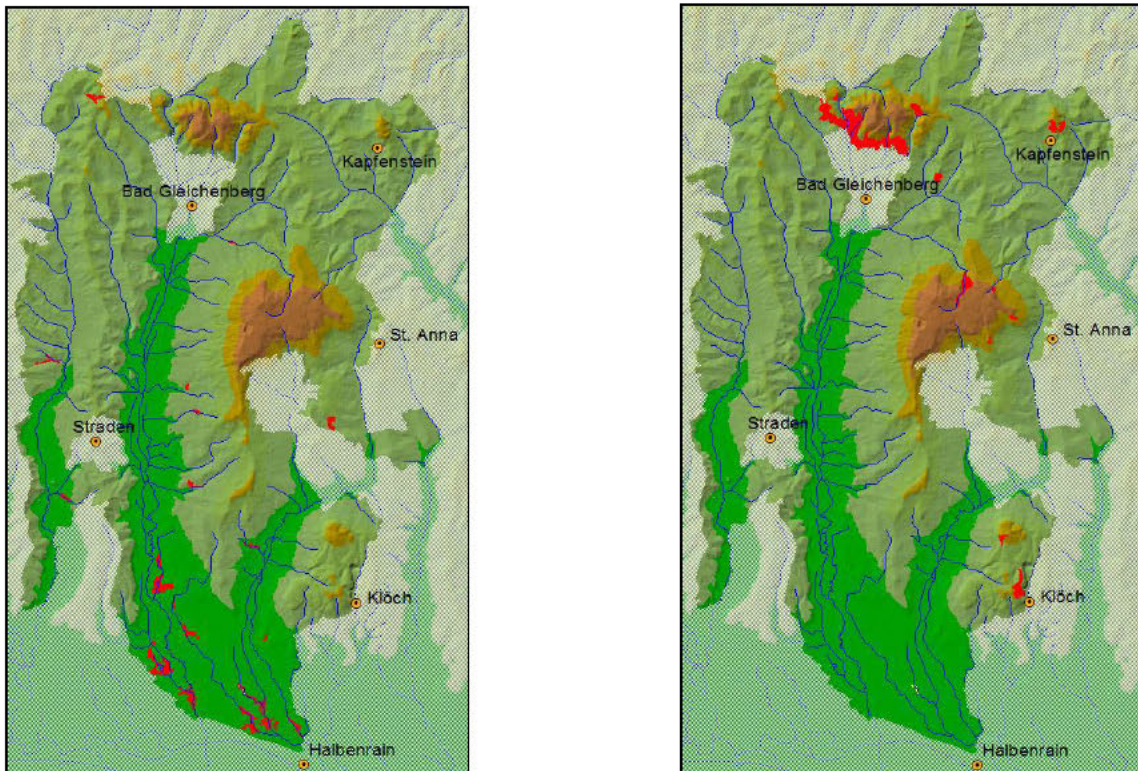 Kapfenstein
Bad Gleichenberg
St. Anna
Straden
Klöch
Halbenrain
Kapfenstein
Bad Gleichenberg
St. Anna
Straden
Klöch
Halbenrain